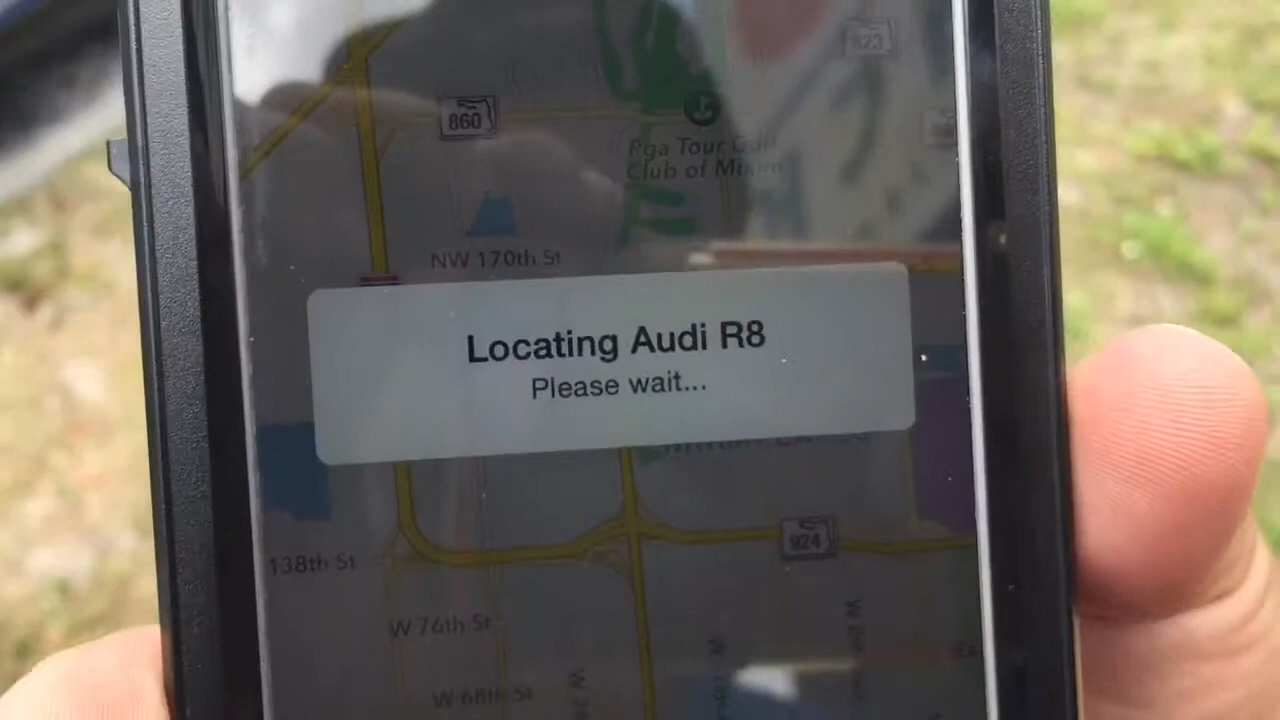 823
860
Pga Tour Golf
Club of Miami
NW 170th St
Locating Audi R8
Please wait...
924
138th St
W 76th St
W 68th St